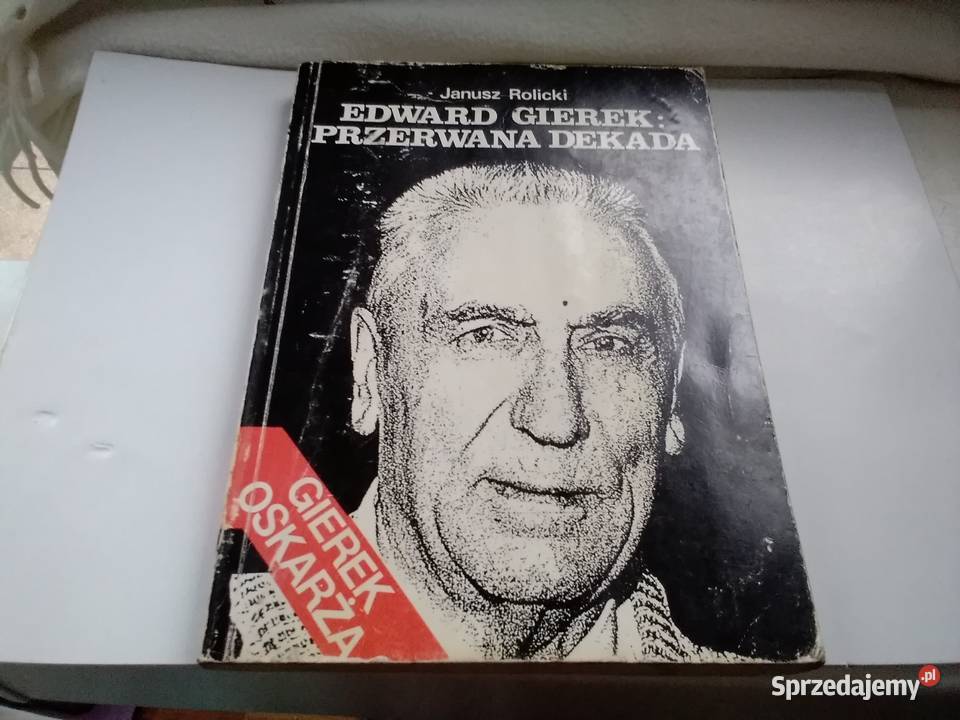 Janusz Rolicki
EDWARD GIEREK:
PRZERWANA DEKADA
GIEREK
OSKARŻA
Sprzedajemy.pl